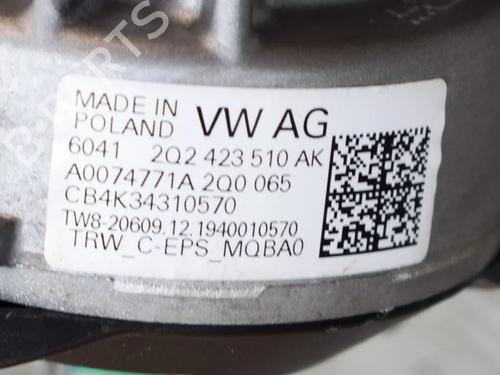 MADE IN
POLAND VW AG
6041 2Q2 423 510 AK
A0074771A 2Q0 065
CB4K34310570
TW8-20609.12.1940010570
TRW_C-EPS_MQBA0